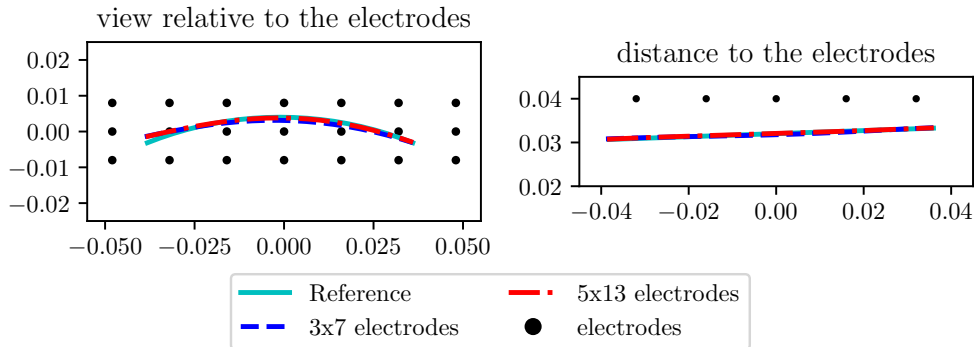 view relative to the electrodes
0.02
0.01
0.00
−0.01
−0.02
−0.050 −0.025 0.000 0.025 0.050
distance to the electrodes
0.04
0.03
0.02
−0.04 −0.02 0.00 0.02 0.04
Reference
3x7 electrodes
5x13 electrodes
electrodes